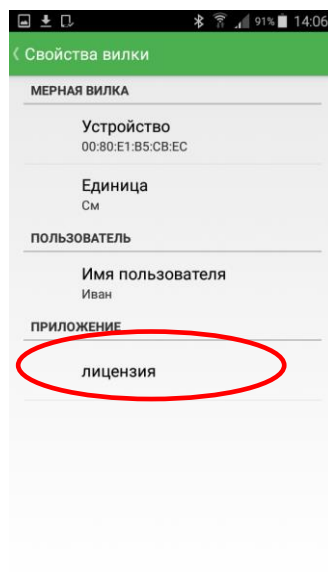 91% 14:06
Свойства вилки
МЕРНАЯ ВИЛКА
Устройство
00:80:E1:B5:CB:EC
Единица
См
ПОЛЬЗОВАТЕЛЬ
Имя пользователя
Иван
ПРИЛОЖЕНИЕ
лицензия